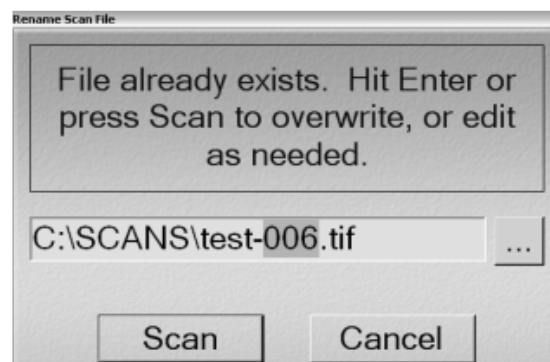 Rename Scan File
File already exists.  Hit Enter or
press Scan to overwrite, or edit
as needed.
C:\SCANS\test-006.tif
...
Scan
Cancel